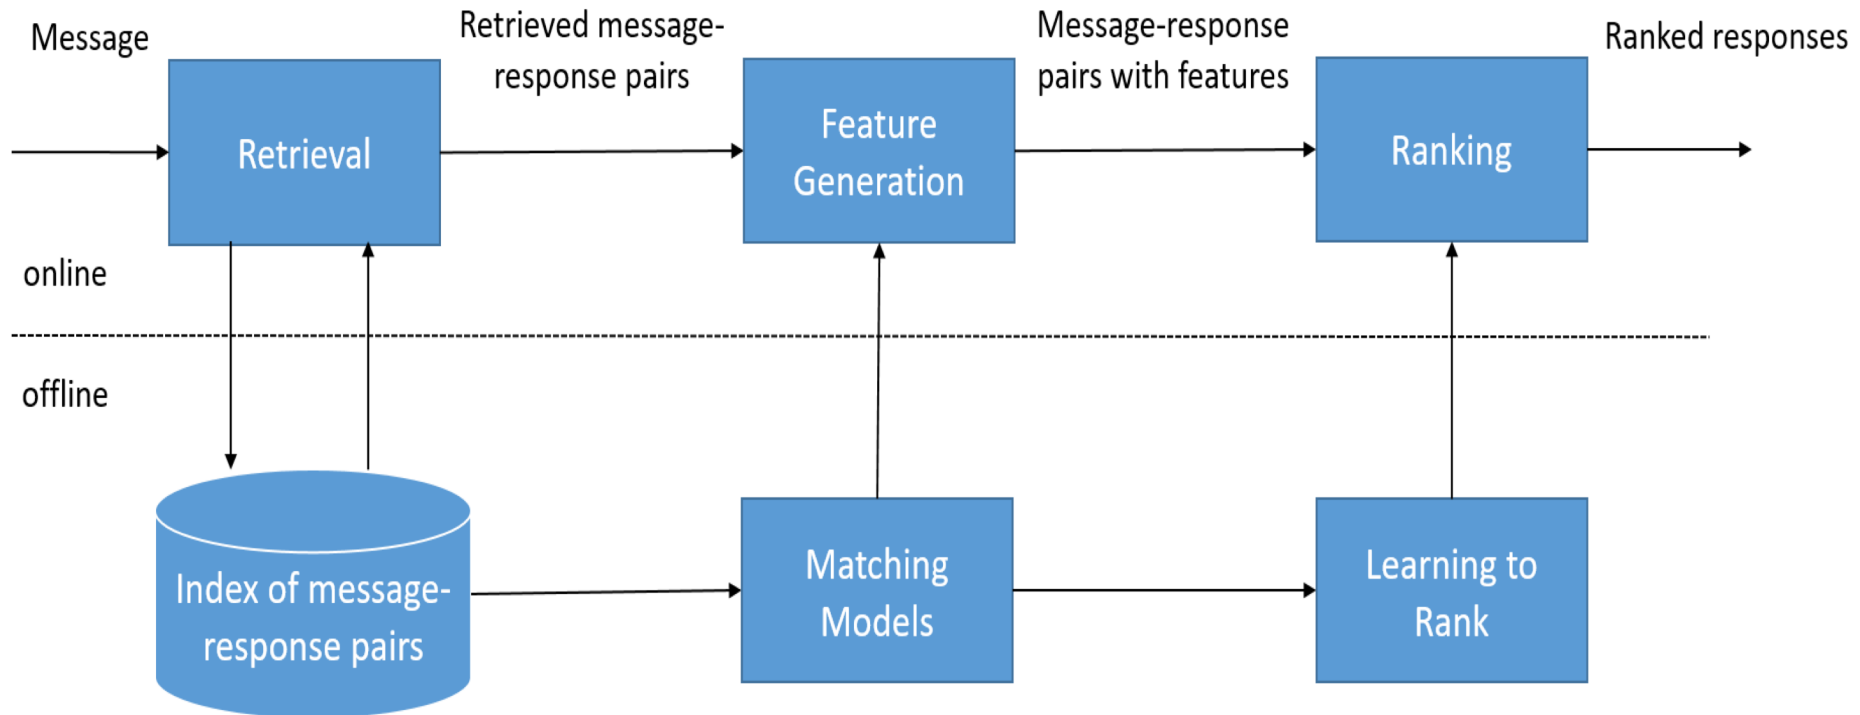 Message
Retrieved message-
response pairs
Message-response
pairs with features
Ranked responses
Retrieval
Feature
Generation
Ranking
online
offline
Index of message-
response pairs
Matching
Models
Learning to
Rank